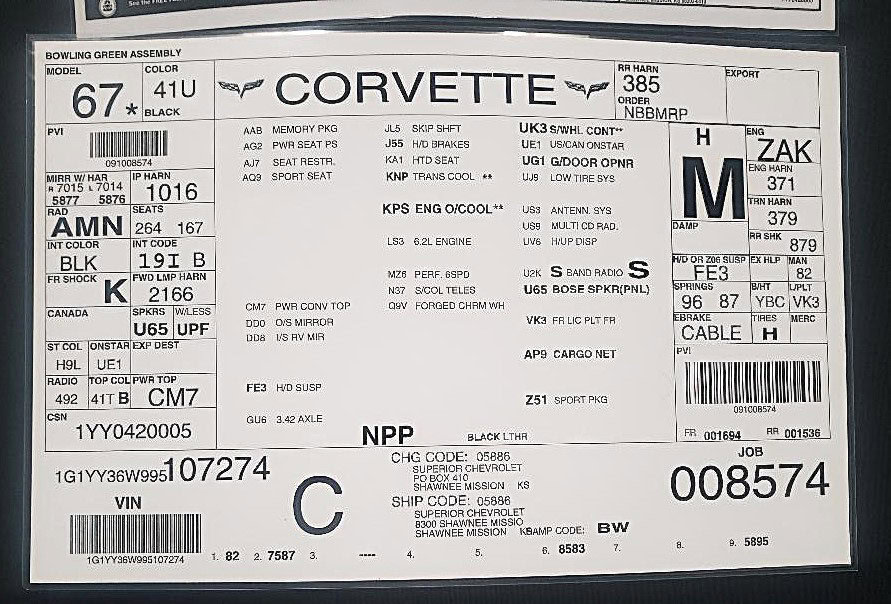 See the FREE
BOWLING GREEN ASSEMBLY
MODEL
67*
COLOR
41U
BLACK
CORVETTE
RR HARN
385
ORDER
NBBMRP
EXPORT
PVI
091008574
MIRR W/ HAR
R 7015 L 7014
5877 5876
IP HARN
1016
RAD
AMN
SEATS
264 167
INT COLOR
BLK
INT CODE
19I B
FR SHOCK
K
FWD LMP HARN
2166
CANADA
SPKRS
U65
W/LESS
UPF
ST COL
H9L
ONSTAR
UE1
EXP DEST
RADIO
492
TOP COL
41T B
PWR TOP
CM7
CSN
1YY0420005
AAB MEMORY PKG
AG2 PWR SEAT PS
AJ7 SEAT RESTR.
AQ9 SPORT SEAT
CM7 PWR CONV TOP
DD0 O/S MIRROR
DD8 I/S RV MIR
FE3 H/D SUSP
GU6 3.42 AXLE
JL5 SKIP SHFT
J55 H/D BRAKES
KA1 HTD SEAT
KNP TRANS COOL **
KPS ENG O/COOL**
LS3 6.2L ENGINE
MZ6 PERF. 6SPD
N37 S/COL TELES
Q9V FORGED CHRM WH
UK3 S/WHL CONT**
UE1 US/CAN ONSTAR
UG1 G/DOOR OPNR
UJ9 LOW TIRE SYS
US3 ANTENN. SYS
US9 MULTI CD RAD.
UV6 H/UP DISP
U2K S BAND RADIO S
U65 BOSE SPKR(PNL)
VK3 FR LIC PLT FR
AP9 CARGO NET
Z51 SPORT PKG
NPP
BLACK LTHR
H
M
DAMP
ENG
ZAK
ENG HARN
371
TRN HARN
379
RR SHK
879
H/D OR Z06 SUSP
FE3
EX HLP
MAN
82
SPRINGS
96 87
B/HT
YBC
L/PLT
VK3
EBRAKE
CABLE
TIRES
H
MERC
PVI
091008574
FR 001694 RR 001536
1G1YY36W995107274
VIN
1G1YY36W995107274
C
CHG CODE: 05886
SUPERIOR CHEVROLET
PO BOX 410
SHAWNEE MISSION KS
SHIP CODE: 05886
SUPERIOR CHEVROLET
8300 SHAWNEE MISSIO
SHAWNEE MISSION KS
RAMP CODE: BW
JOB
008574
1. 82 2. 7587 3. ---- 4. 5. 6. 8583 7. 8. 9. 5895